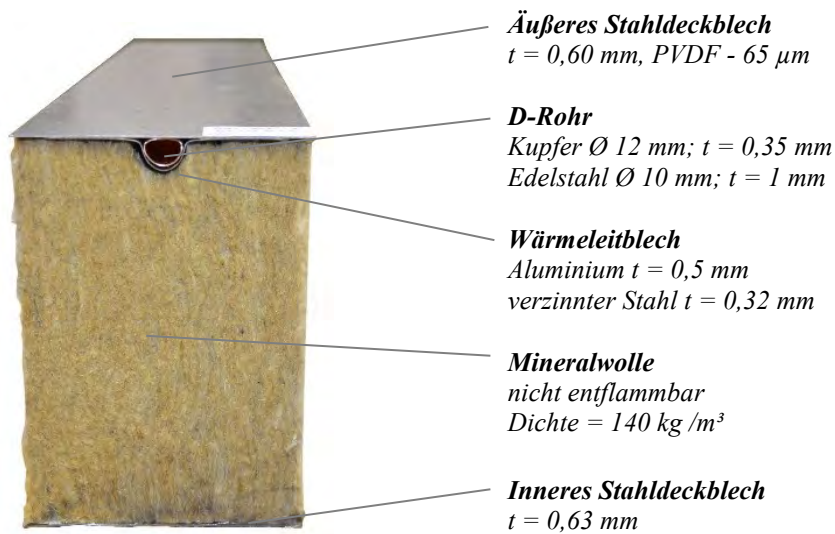 Äußeres Stahldeckblech
t = 0,60 mm, PVDF - 65 µm
D-Rohr
Kupfer Ø 12 mm; t = 0,35 mm
Edelstahl Ø 10 mm; t = 1 mm
Wärmeleitblech
Aluminium t = 0,5 mm
verzinnter Stahl t = 0,32 mm
Mineralwolle
nicht entflammbar
Dichte = 140 kg /m³
Inneres Stahldeckblech
t = 0,63 mm